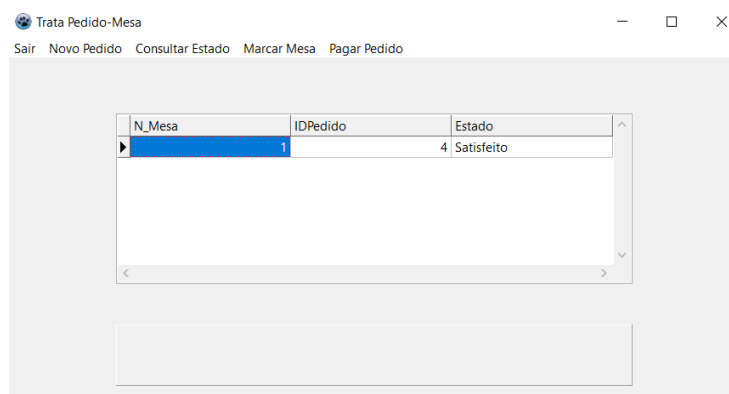 Trata Pedido-Mesa
Sair Novo Pedido Consultar Estado Marcar Mesa Pagar Pedido
N_Mesa IDPedido Estado
1 4 Satisfeito